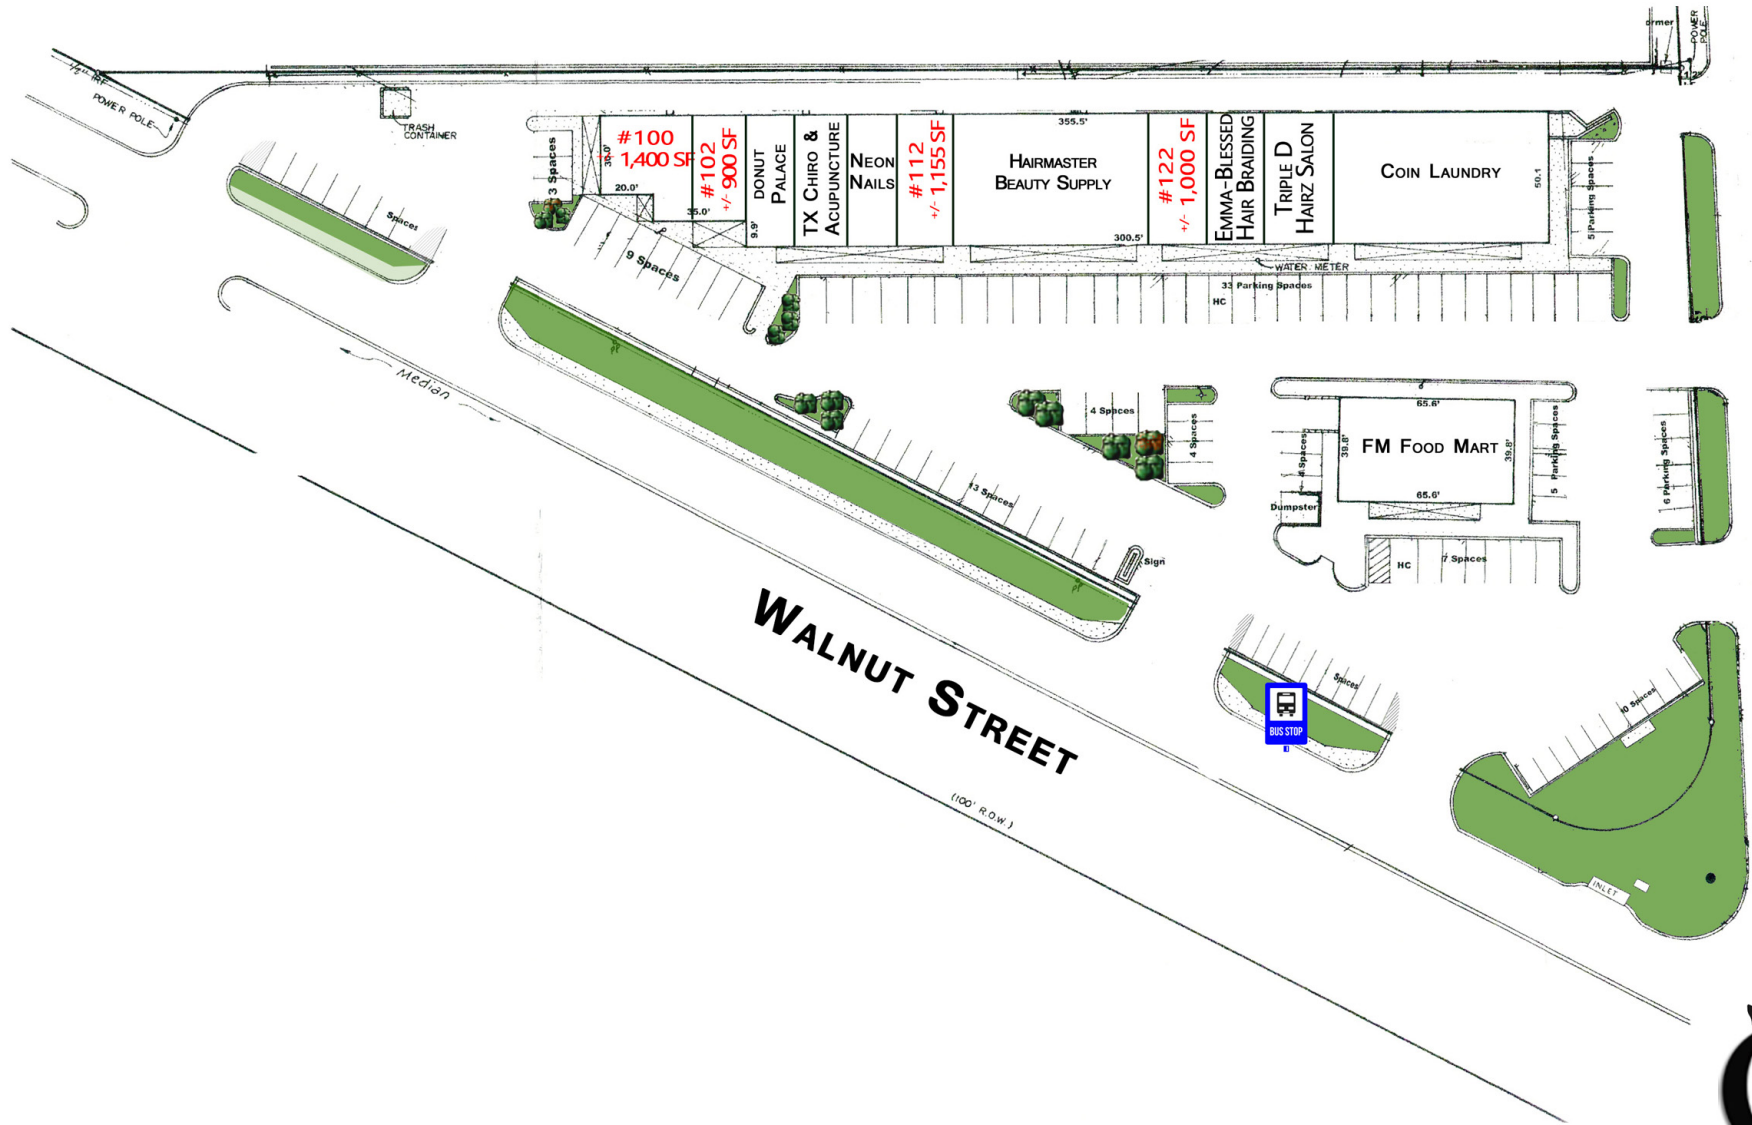 1/2" IRF
POWER POLE
TRASH
CONTAINER
Spaces
3 Spaces
30.0'
#100
+/- 1,400 SF
20.0'
#102
+/- 900 SF
35.0'
DONUT
PALACE
9.9'
TX CHIRO &
ACUPUNCTURE
NEON
NAILS
#112
+/- 1,155 SF
355.5'
HAIRMASTER
BEAUTY SUPPLY
300.5'
#122
+/- 1,000 SF
EMMA-BLESSED
HAIR BRAIDING
TRIPLE D
HAIRZ SALON
COIN LAUNDRY
50.1
5 Parking Spaces
POWER
POLE
ormer
9 Spaces
WATER METER
33 Parking Spaces
HC
Median
4 Spaces
4 Spaces
13 Spaces
Sign
65.6'
39.8'
FM FOOD MART
39.8'
65.6'
4 Spaces
Dumpster
5 Parking Spaces
6 Parking Spaces
HC
7 Spaces
WALNUT STREET
(100' R.O.W.)
Spaces
BUS STOP
10 Spaces
INLET